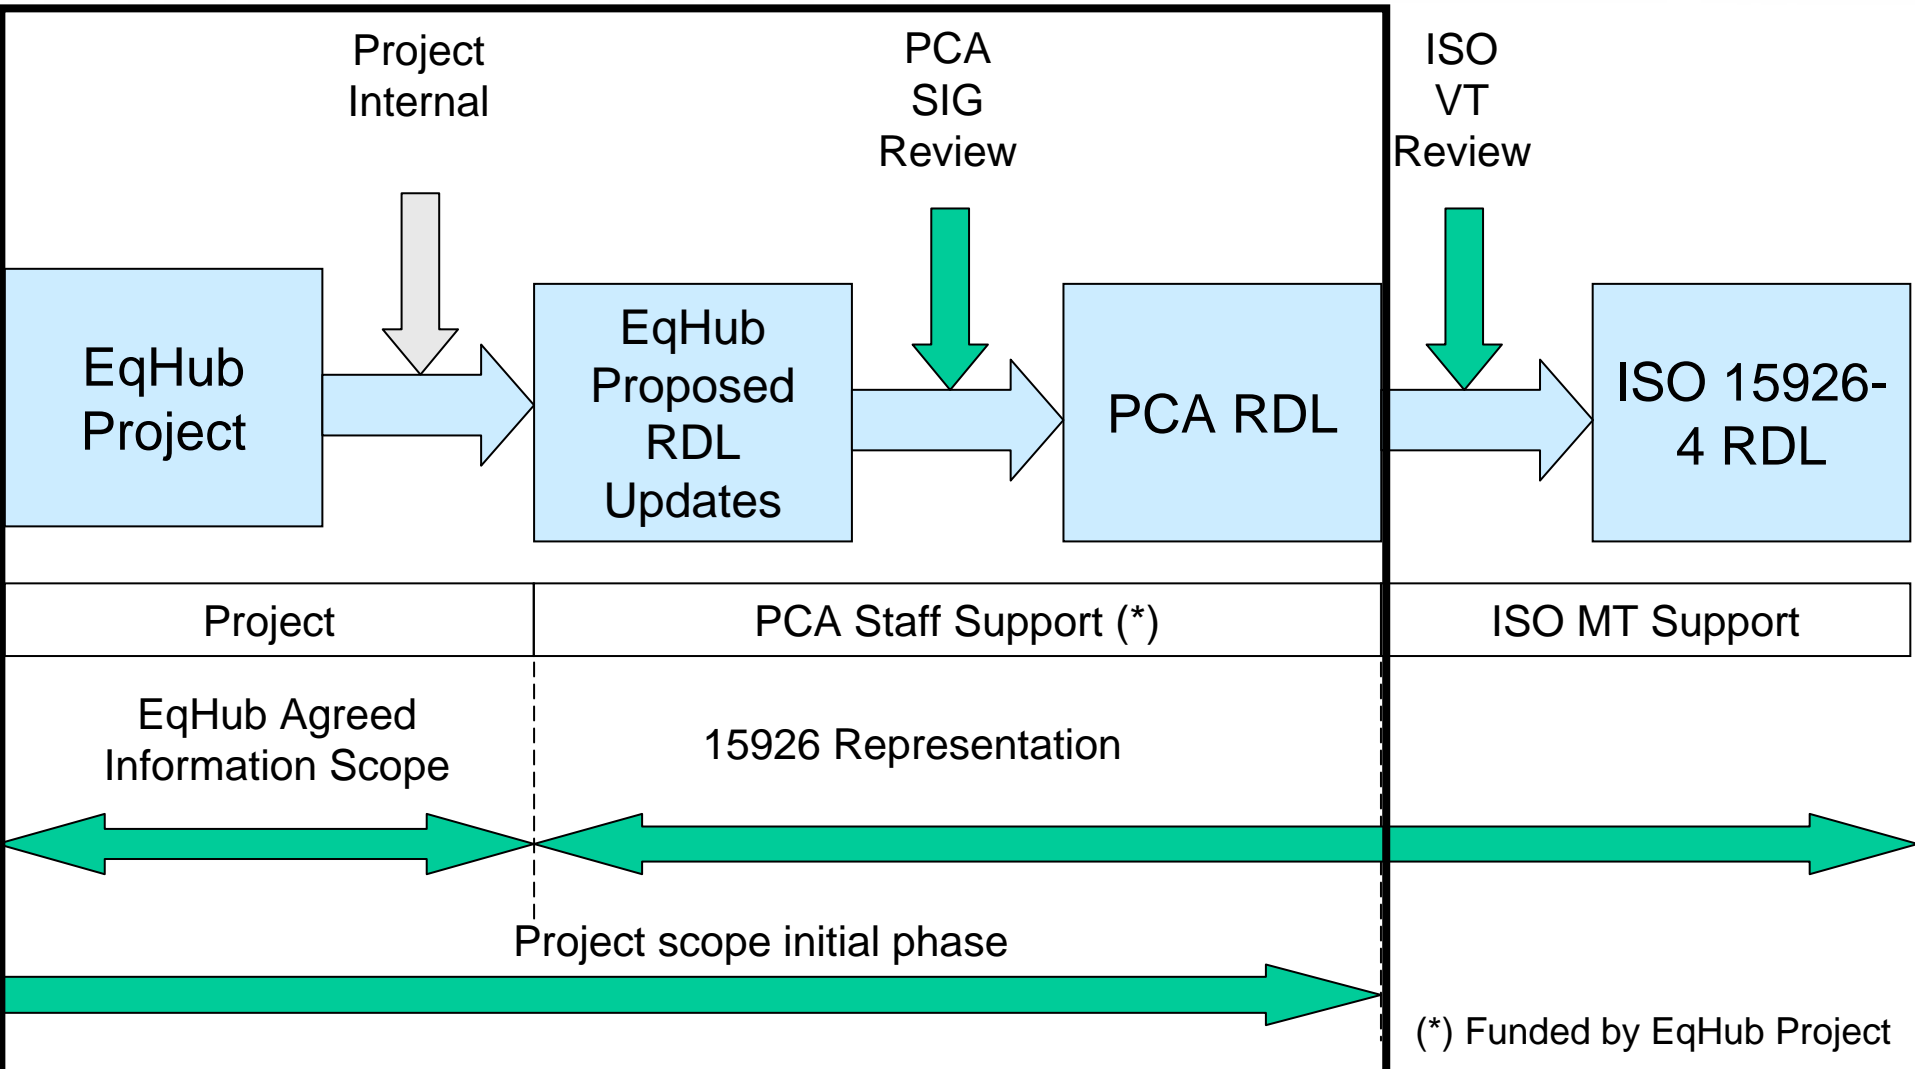 Project
Internal
PCA
SIG
Review
ISO
VT
Review
EqHub
Project
EqHub
Proposed
RDL
Updates
PCA RDL
ISO 15926-
4 RDL
Project
PCA Staff Support (*)
ISO MT Support
EqHub Agreed
Information Scope
15926 Representation
Project scope initial phase
(*) Funded by EqHub Project